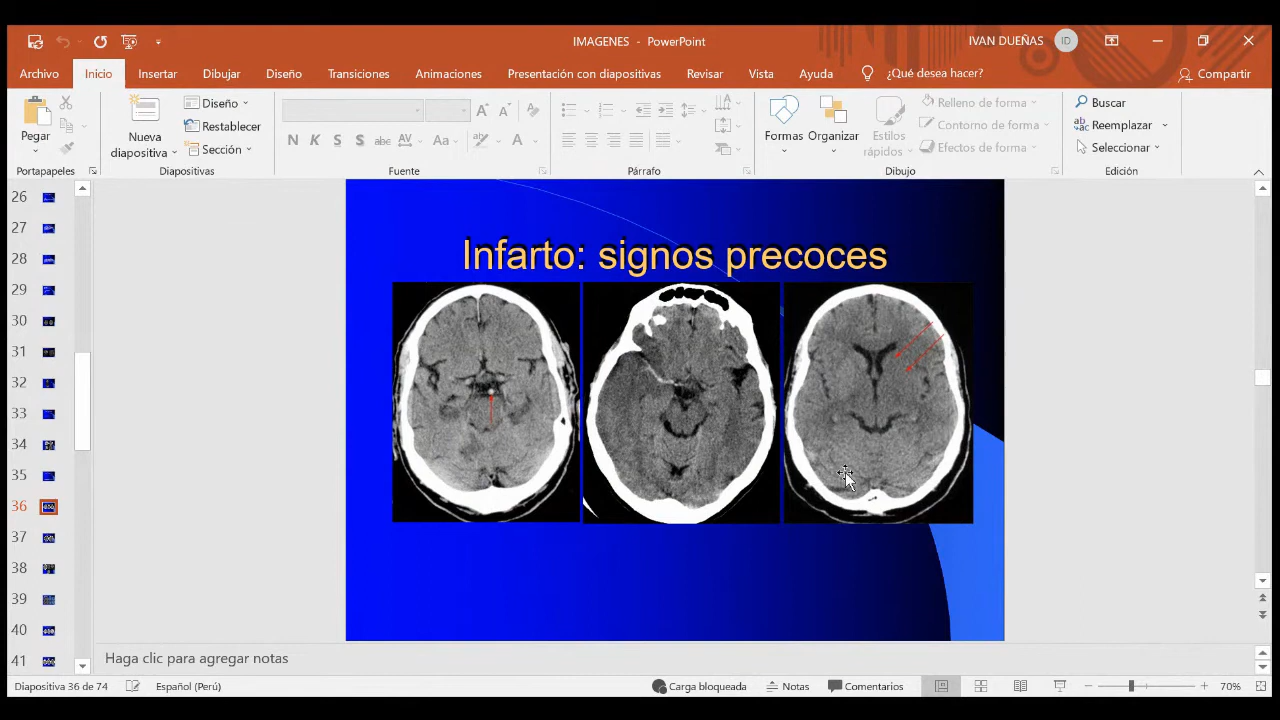 IMAGENES - PowerPoint
IVAN DUEÑAS
ID
Archivo
Inicio
Insertar
Dibujar
Diseño
Transiciones
Animaciones
Presentación con diapositivas
Revisar
Vista
Ayuda
¿Qué desea hacer?
Compartir
Pegar
Portapapeles
Nueva
diapositiva
Diseño
Restablecer
Sección
Diapositivas
N K S S abc AV Aa A
Fuente
Párrafo
Formas
Organizar
Estilos
rápidos
Relleno de forma
Contorno de forma
Efectos de forma
Dibujo
Buscar
Reemplazar
Seleccionar
Edición
26
27
28
29
30
31
32
33
34
35
36
37
38
39
40
41
Infarto: signos precoces
Haga clic para agregar notas
Diapositiva 36 de 74
Español (Perú)
Carga bloqueada
Notas
Comentarios
70%